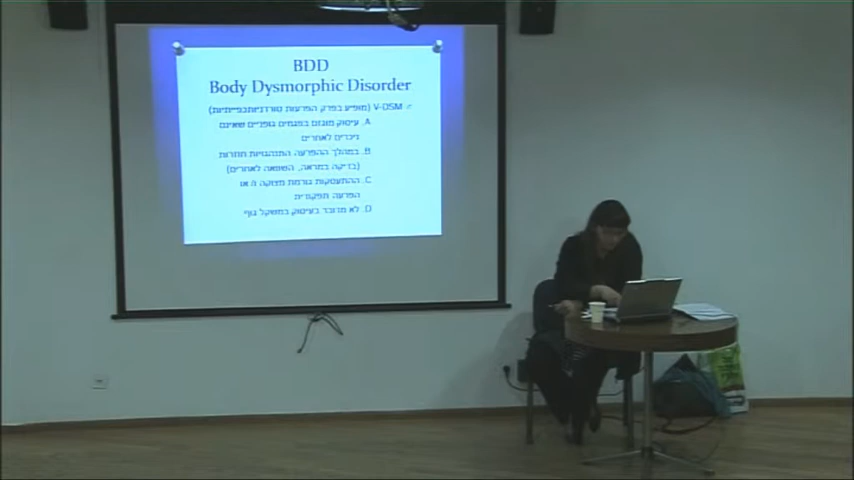 BDD
Body Dysmorphic Disorder
V-DSM (מופיע בפרק הפרעות טורדניות כפייתיות)
A. עיסוק מוגזם בפגמים גופניים שאינם
ניכרים לאחרים
B. במהלך ההפרעה התנהגויות חוזרות
(בדיקה במראה, השוואה לאחרים)
C. ההתעסקות גורמת מצוקה ו/או
הפרעה תפקודית
D. לא מדובר בעיסוק במשקל גוף